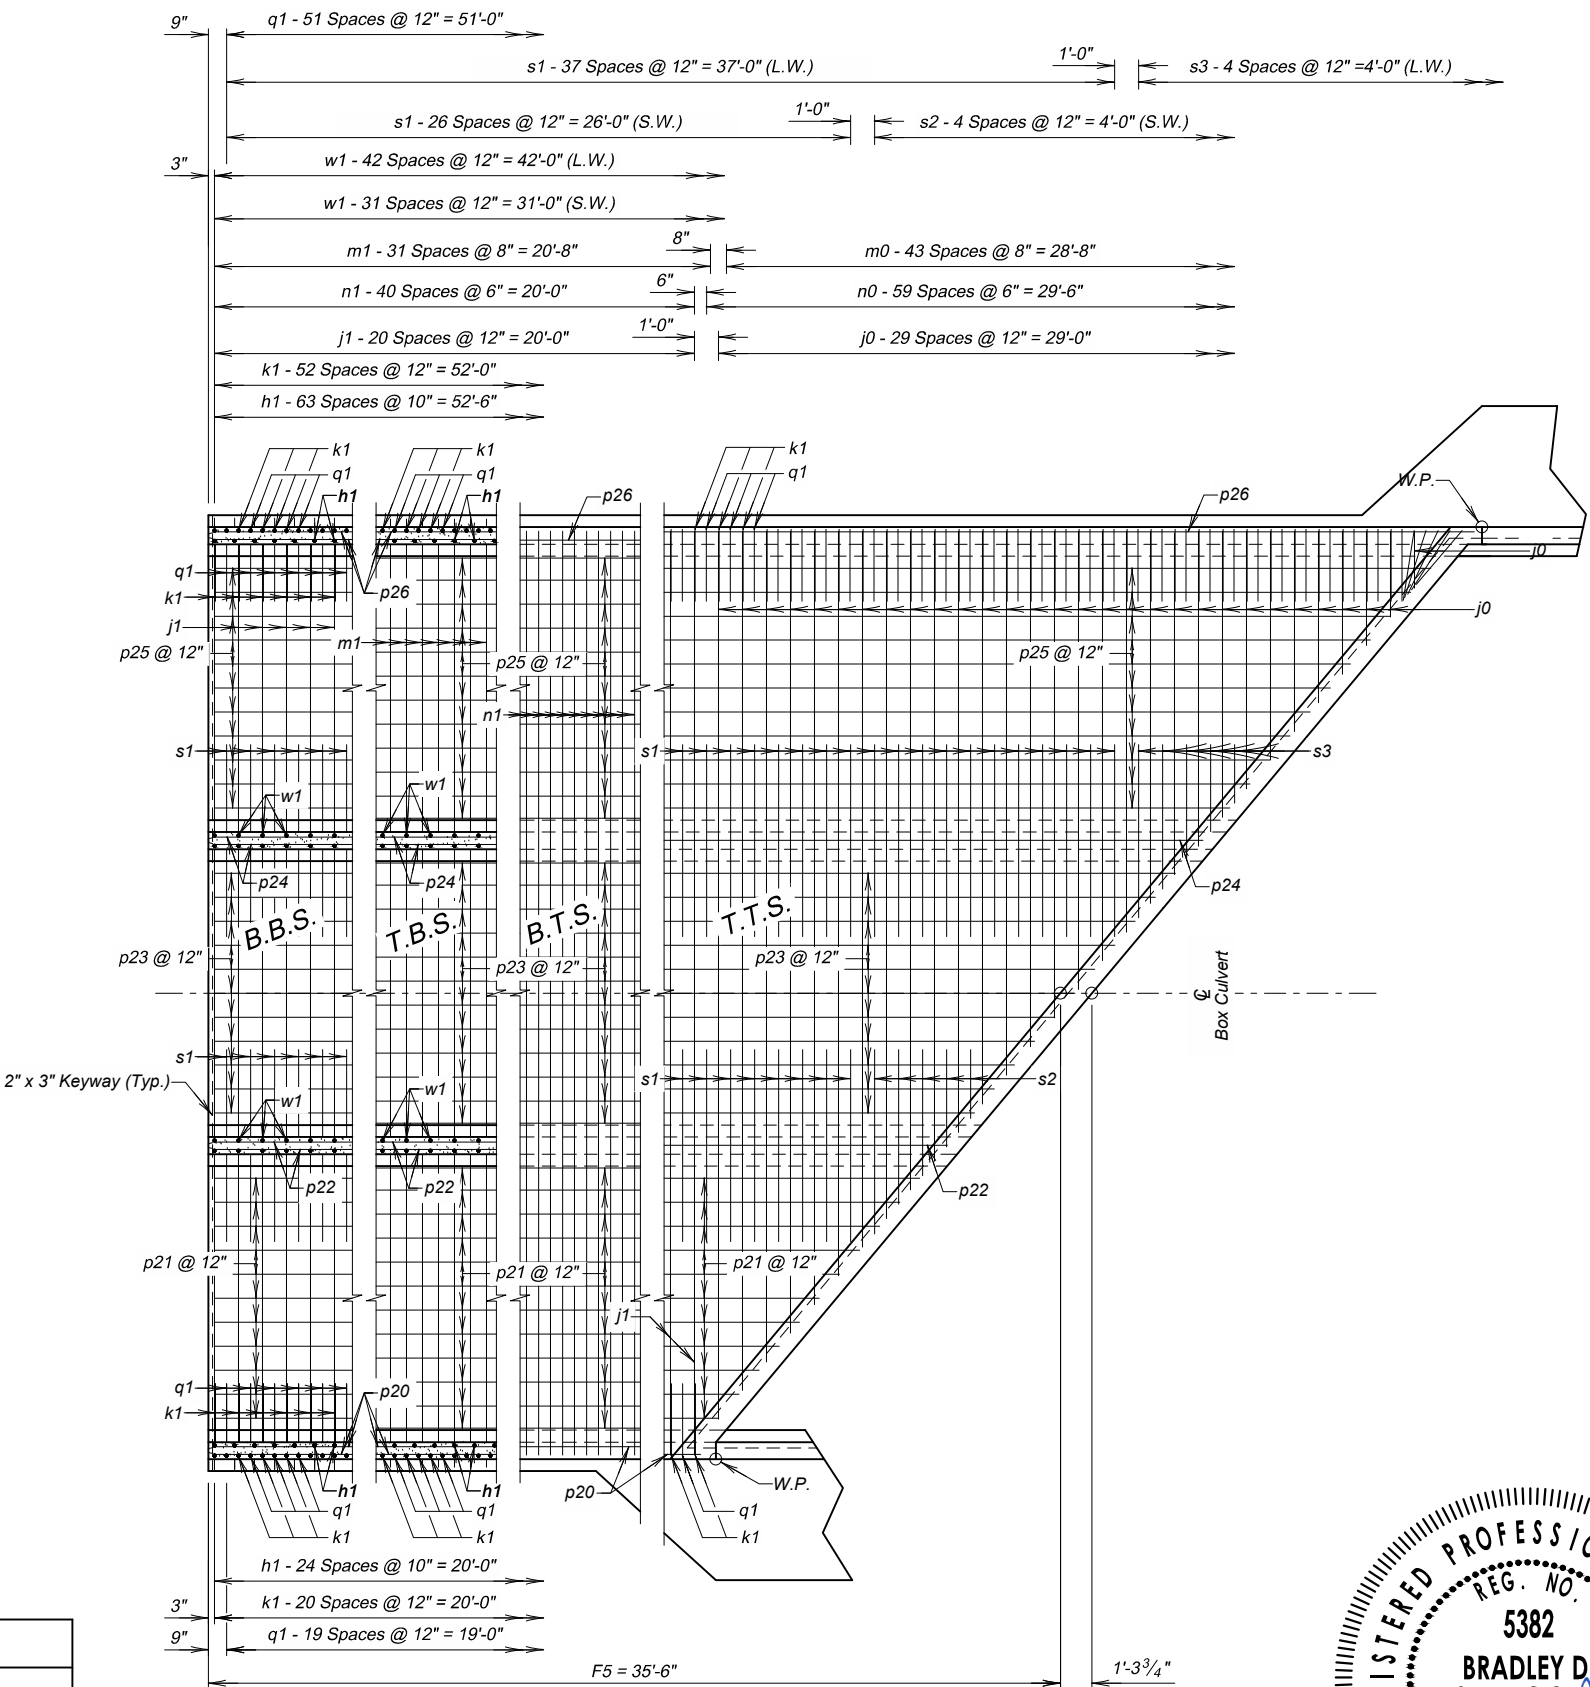 9" q1 - 51 Spaces @ 12" = 51'-0"
s1 - 37 Spaces @ 12" = 37'-0" (L.W.) 1'-0" s3 - 4 Spaces @ 12" =4'-0" (L.W.)
s1 - 26 Spaces @ 12" = 26'-0" (S.W.) 1'-0" s2 - 4 Spaces @ 12" = 4'-0" (S.W.)
3" w1 - 42 Spaces @ 12" = 42'-0" (L.W.)
w1 - 31 Spaces @ 12" = 31'-0" (S.W.)
m1 - 31 Spaces @ 8" = 20'-8" 8" m0 - 43 Spaces @ 8" = 28'-8"
n1 - 40 Spaces @ 6" = 20'-0" 6" n0 - 59 Spaces @ 6" = 29'-6"
j1 - 20 Spaces @ 12" = 20'-0" 1'-0" j0 - 29 Spaces @ 12" = 29'-0"
k1 - 52 Spaces @ 12" = 52'-0"
h1 - 63 Spaces @ 10" = 52'-6"
k1 k1 k1
q1 q1 q1
h1 h1 p26 p26 W.P.
q1 j0
k1 p26 j0
j1 m1
p25 @ 12" p25 @ 12" p25 @ 12"
n1
s1 s1 s3
w1 w1
p24 p24 p24
B.B.S. T.B.S. B.T.S. T.T.S.
p23 @ 12" p23 @ 12" p23 @ 12"
℄
Box Culvert
s1 s1 s2
2" x 3" Keyway (Typ.)
w1 w1
p22 p22 p22
p21 @ 12" p21 @ 12" p21 @ 12"
j1
q1 p20
k1
h1 h1 p20 W.P.
q1 q1 q1
k1 k1 k1
h1 - 24 Spaces @ 10" = 20'-0"
3" k1 - 20 Spaces @ 12" = 20'-0"
9" q1 - 19 Spaces @ 12" = 19'-0"
F5 = 35'-6" 1'-3¾"
ISTERED PROFESSIO
REG. NO.
5382
BRADLEY D